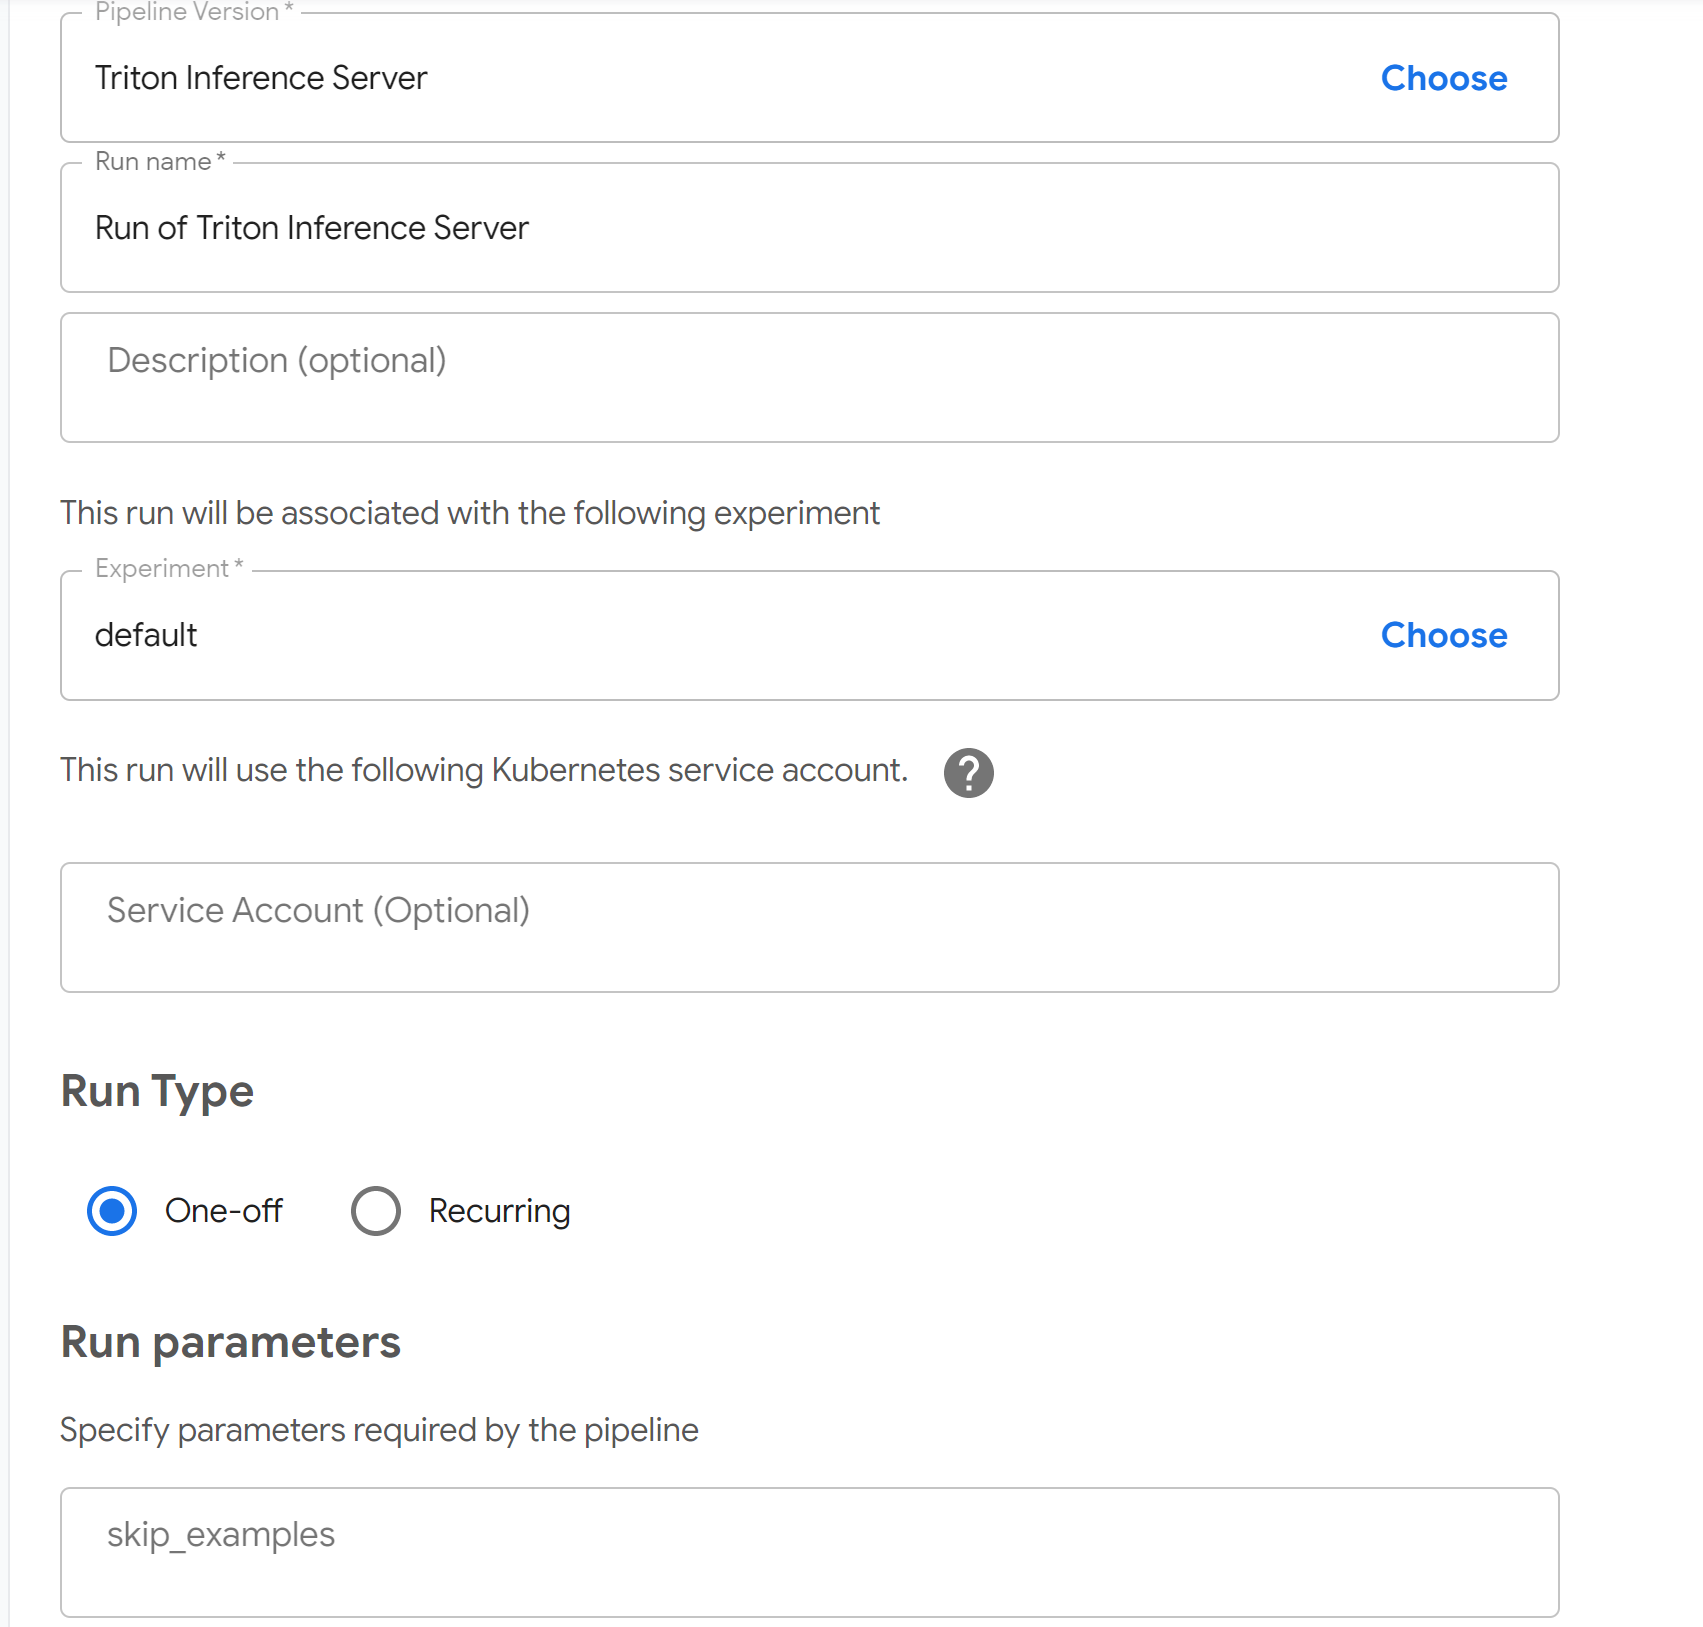 Pipeline Version *
Triton Inference Server
Choose
Run name *
Run of Triton Inference Server
Description (optional)
This run will be associated with the following experiment
Experiment *
default
Choose
This run will use the following Kubernetes service account. ?
Service Account (Optional)
Run Type
One-off Recurring
Run parameters
Specify parameters required by the pipeline
skip_examples